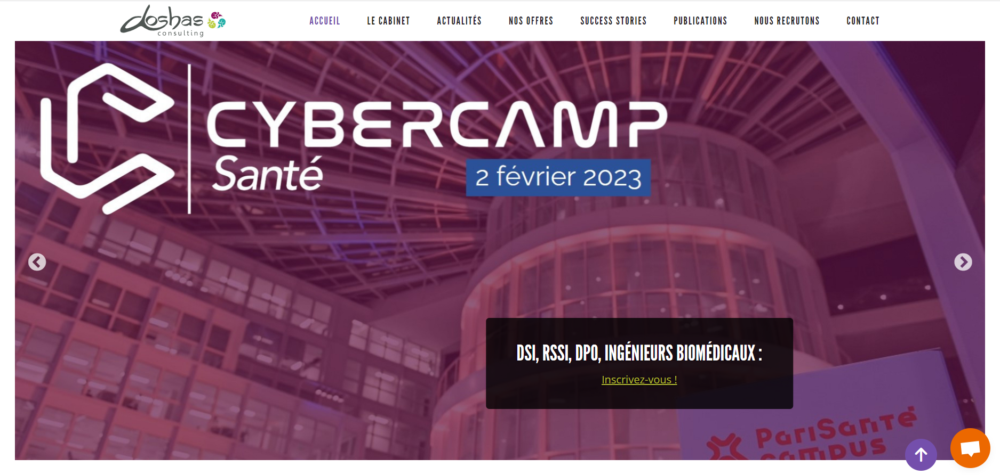 doshas
consulting
ACCUEIL
LE CABINET
ACTUALITÉS
NOS OFFRES
SUCCESS STORIES
PUBLICATIONS
NOUS RECRUTONS
CONTACT
CYBERCAMP
Santé
2 février 2023
DSI, RSSI, DPO, INGÉNIEURS BIOMÉDICAUX :
Inscrivez-vous !
PariSanté
campus